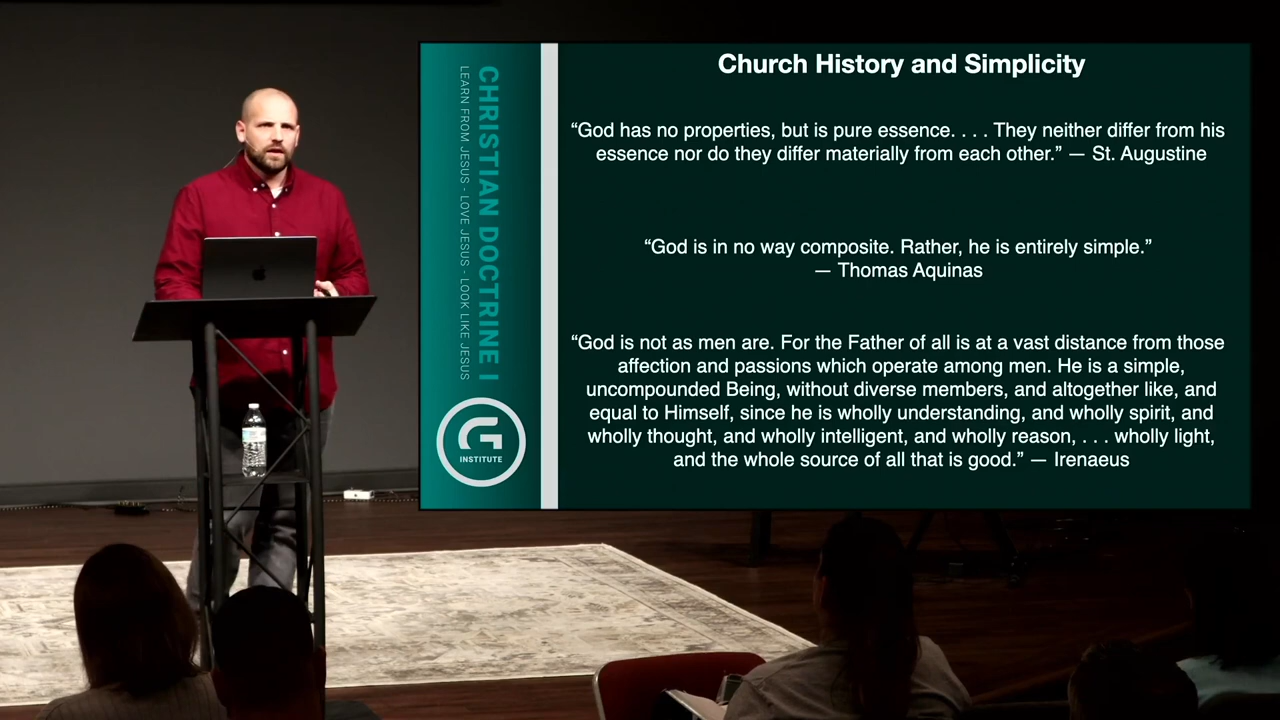 Church History and Simplicity
“God has no properties, but is pure essence. . . . They neither differ from his
essence nor do they differ materially from each other.” — St. Augustine
“God is in no way composite. Rather, he is entirely simple.”
— Thomas Aquinas
“God is not as men are. For the Father of all is at a vast distance from those
affection and passions which operate among men. He is a simple,
uncompounded Being, without diverse members, and altogether like, and
equal to Himself, since he is wholly understanding, and wholly spirit, and
wholly thought, and wholly intelligent, and wholly reason, . . . wholly light,
and the whole source of all that is good.” — Irenaeus
CHRISTIAN DOCTRINE I
LEARN FROM JESUS - LOVE JESUS - LOOK LIKE JESUS
G
INSTITUTE